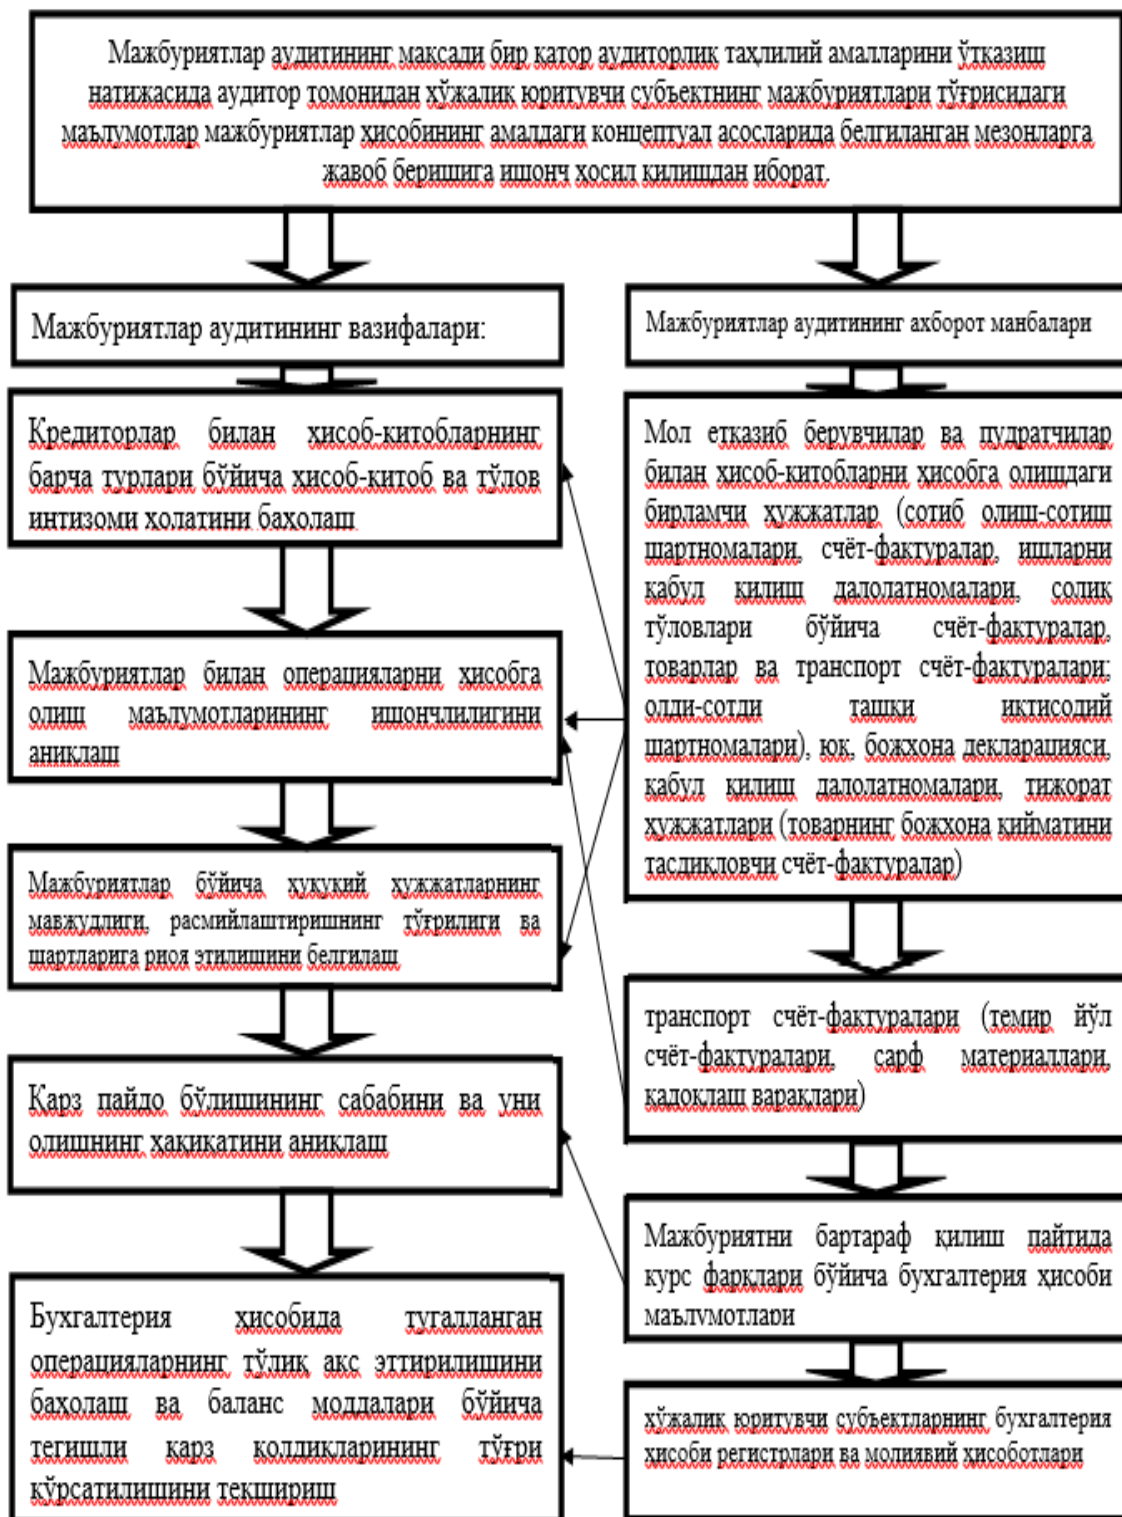 Мажбуриятлар аудитининг мақсади бир қатор аудиторлик таҳлилий амалларини ўтказиш
натижасида аудитор томонидан хўжалик юритувчи субъектнинг мажбуриятлари тўғрисидаги
маълумотлар мажбуриятлар ҳисобининг амалдаги концептуал асосларида белгиланган мезонларга
жавоб беришига ишонч ҳосил қилишдан иборат.
Мажбуриятлар аудитининг вазифалари:
Кредиторлар билан ҳисоб-китобларнинг
барча турлари бўйича ҳисоб-китоб ва тўлов
интизоми ҳолатини баҳолаш
Мажбуриятлар билан операцияларни ҳисобга
олиш маълумотларининг ишончлилигини
аниқлаш
Мажбуриятлар бўйича ҳуқуқий ҳужжатларнинг
мавжудлиги, расмийлаштиришнинг тўғрилиги ва
шартларига риоя этилишини белгилаш
Қарз пайдо бўлишининг сабабини ва уни
олишнинг ҳақиқатини аниқлаш
Бухгалтерия ҳисобида тугалланган
операцияларнинг тўлиқ акс эттирилишини
баҳолаш ва баланс моддалари бўйича
тегишли қарз қолдиқларининг тўғри
кўрсатилишини текшириш
Мажбуриятлар аудитининг ахборот манбалари
Мол етказиб берувчилар ва пудратчилар
билан ҳисоб-китобларни ҳисобга олишдаги
бирламчи ҳужжатлар (сотиб олиш-сотиш
шартномалари, счёт-фактуралар, ишларни
қабул қилиш далолатномалари, солиқ
тўловлари бўйича счёт-фактуралар,
товарлар ва транспорт счёт-фактуралари:
олди-сотди ташқи иқтисодий
шартномалари), юк, божхона декларацияси,
қабул қилиш далолатномалари, тижорат
ҳужжатлари (товарнинг божхона қийматини
тасдиқловчи счёт-фактуралар)
транспорт счёт-фактуралари (темир йўл
счёт-фактуралари, сарф материаллари,
қадоқлаш варақлари)
Мажбуриятни бартараф қилиш пайтида
курс фарқлари бўйича бухгалтерия ҳисоби
маълумотлари
хўжалик юритувчи субъектларнинг бухгалтерия
ҳисоби регистрлари ва молиявий ҳисоботлари